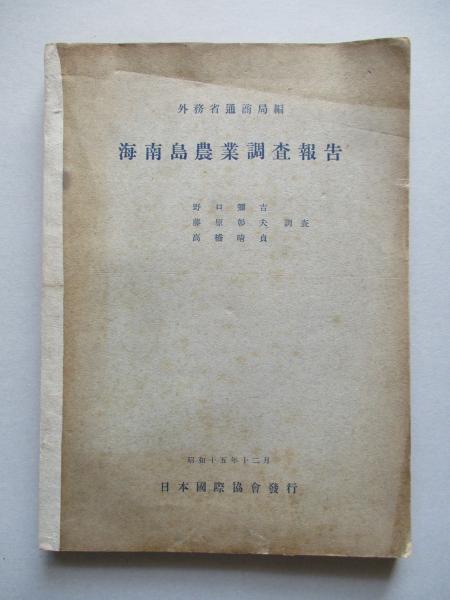 外務省通商局編
海南島農業調査報告
野口彌吉
藤原彰夫 調査
高橋晴貞
昭和十五年十二月
日本國際協會發行